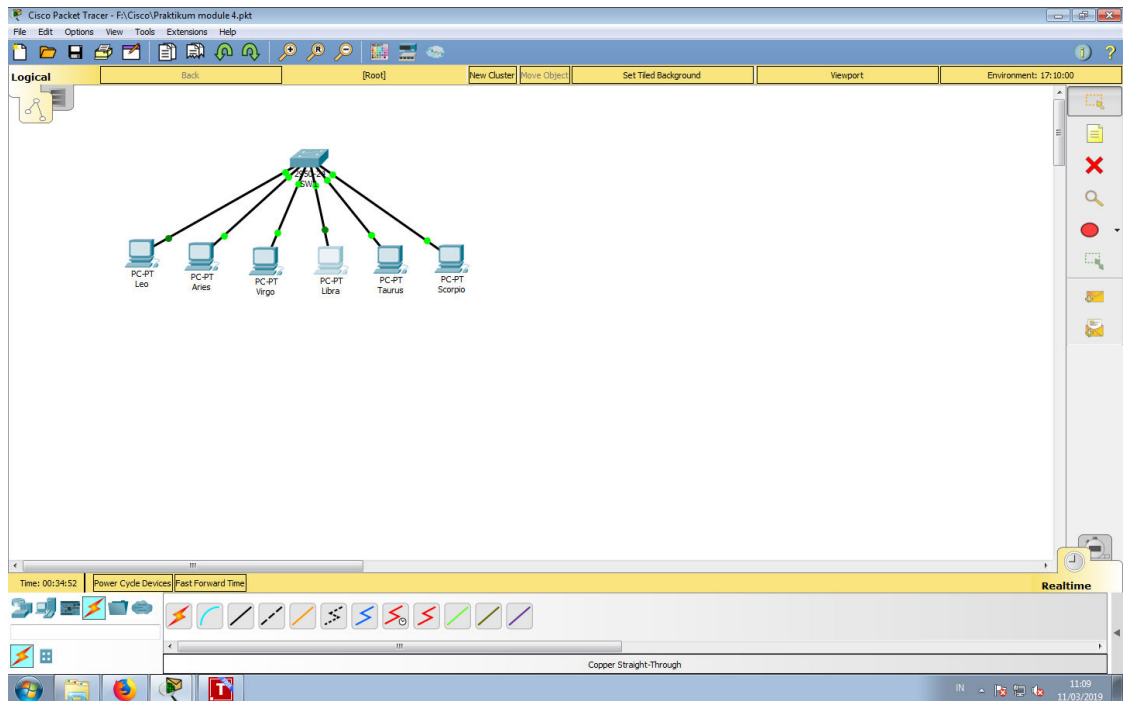 Cisco Packet Tracer - F:\Cisco\Praktikum module 4.pkt
File Edit Options View Tools Extensions Help
Logical Back [Root] New Cluster Move Object Set Tiled Background Viewport Environment: 17:10:00
2950-24
SW1
PC-PT
Leo
PC-PT
Aries
PC-PT
Virgo
PC-PT
Libra
PC-PT
Taurus
PC-PT
Scorpio
Time: 00:34:52 Power Cycle Devices Fast Forward Time Realtime
Copper Straight-Through
IN 11:09
11/03/2019